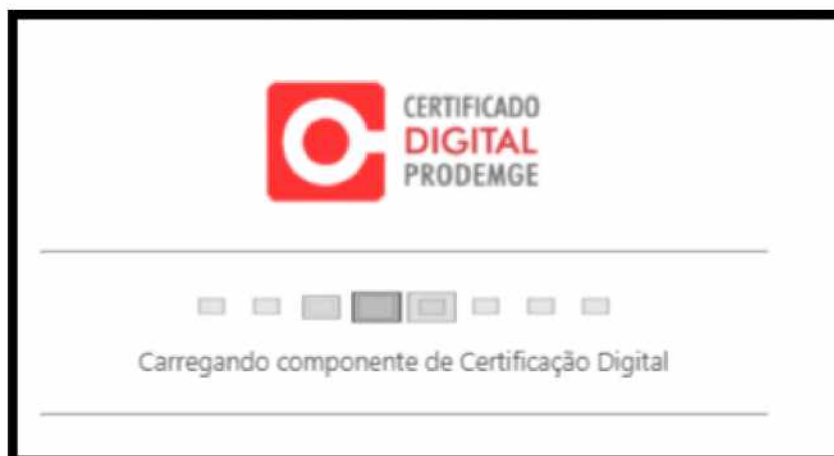 CERTIFICADO
DIGITAL
PRODEMGE
Carregando componente de Certificação Digital